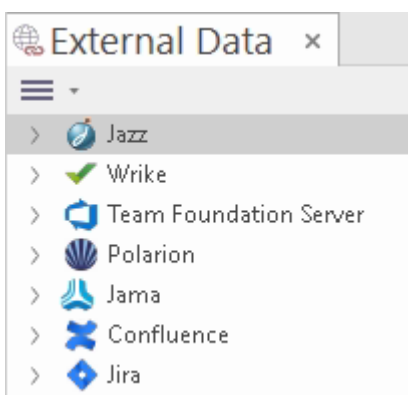 External Data ×
Jazz
Wrike
Team Foundation Server
Polarion
Jama
Confluence
Jira